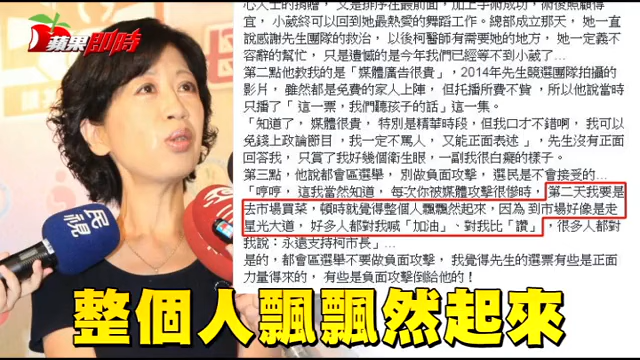 蘋果即時
心人士的捐贈，又是排序在最前面，加上手術成功，術後照顧得
宜，小葳終可以回到她最熱愛的舞蹈工作。總部成立那天，她一直
說感謝先生團隊的救治，以後柯醫師有需要她的地方，她一定義不
容辭的幫忙，只是遺憾的是今年我們已經等不到小葳了…
第二點他教我的是「媒體廣告很貴」，2014年先生競選團隊拍攝的
影片，雖然都是免費的家人上陣，但托播所費不貲，所以他說當時
只播了「這一票，我們聽孩子的話」這一集。
「知道了，媒體很貴，特別是精華時段，但我口才不錯啊，我可以
免錢上政論節目，我一定不罵人，又能正面表述」，先生沒有正面
回答我，只賞了我好幾個衛生眼，一副我很白癡的樣子。
第三點，他說都會區選舉，別做負面攻擊，選民是不會接受的…
「哼哼，這我當然知道，每次你被媒體攻擊很慘時，第二天我要是
去市場買菜，頓時就覺得整個人飄飄然起來，因為到市場好像是走
星光大道，好多人都對我喊「加油」、對我比「讚」，很多人都對
我說：永遠支持柯市長」…
是的，都會區選舉不要做負面攻擊，我覺得先生的選票有些是正面
力量得來的，有些是負面攻擊倒給他的！
民視
整個人飄飄然起來